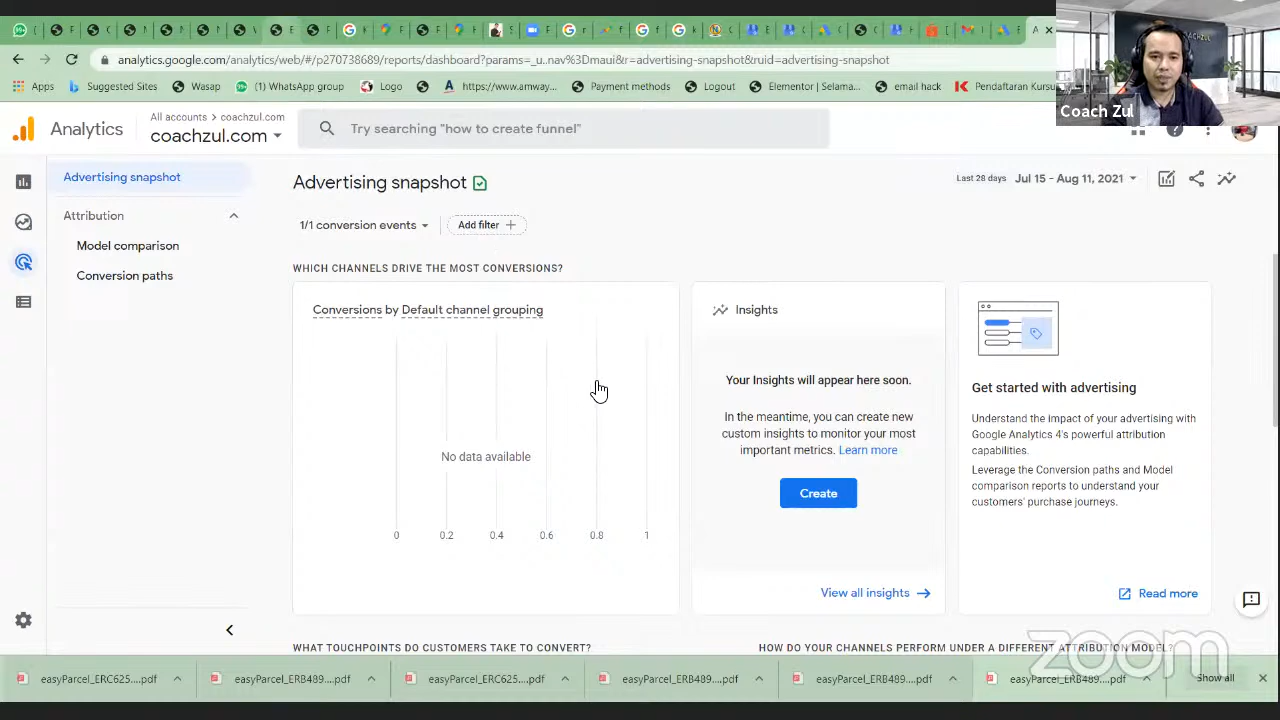 analytics.google.com/analytics/web/#/p270738689/reports/dashboard?params=_u..nav%3Dmaui&r=advertising-snapshot&ruid=advertising-snapshot
Apps Suggested Sites Wasap (1) WhatsApp group Logo https://www.amway... Payment methods Logout Elementor | Selama... email hack Pendaftaran Kursu
Coach Zul
Analytics
All accounts > coachzul.com
coachzul.com
Try searching "how to create funnel"
Advertising snapshot
Attribution
Model comparison
Conversion paths
Advertising snapshot
Last 28 days Jul 15 - Aug 11, 2021
1/1 conversion events
Add filter +
WHICH CHANNELS DRIVE THE MOST CONVERSIONS?
Conversions by Default channel grouping
No data available
0 0.2 0.4 0.6 0.8 1
Insights
Your Insights will appear here soon.
In the meantime, you can create new
custom insights to monitor your most
important metrics. Learn more
Create
View all insights
Get started with advertising
Understand the impact of your advertising with
Google Analytics 4's powerful attribution
capabilities.
Leverage the Conversion paths and Model
comparison reports to understand your
customers' purchase journeys.
Read more
WHAT TOUCHPOINTS DO CUSTOMERS TAKE TO CONVERT?
HOW DO YOUR CHANNELS PERFORM UNDER A DIFFERENT ATTRIBUTION MODEL?
zoom
easyParcel_ERC625....pdf easyParcel_ERB489....pdf easyParcel_ERC625....pdf easyParcel_ERB489....pdf easyParcel_ERB489....pdf easyParcel_ERB489....pdf Show all